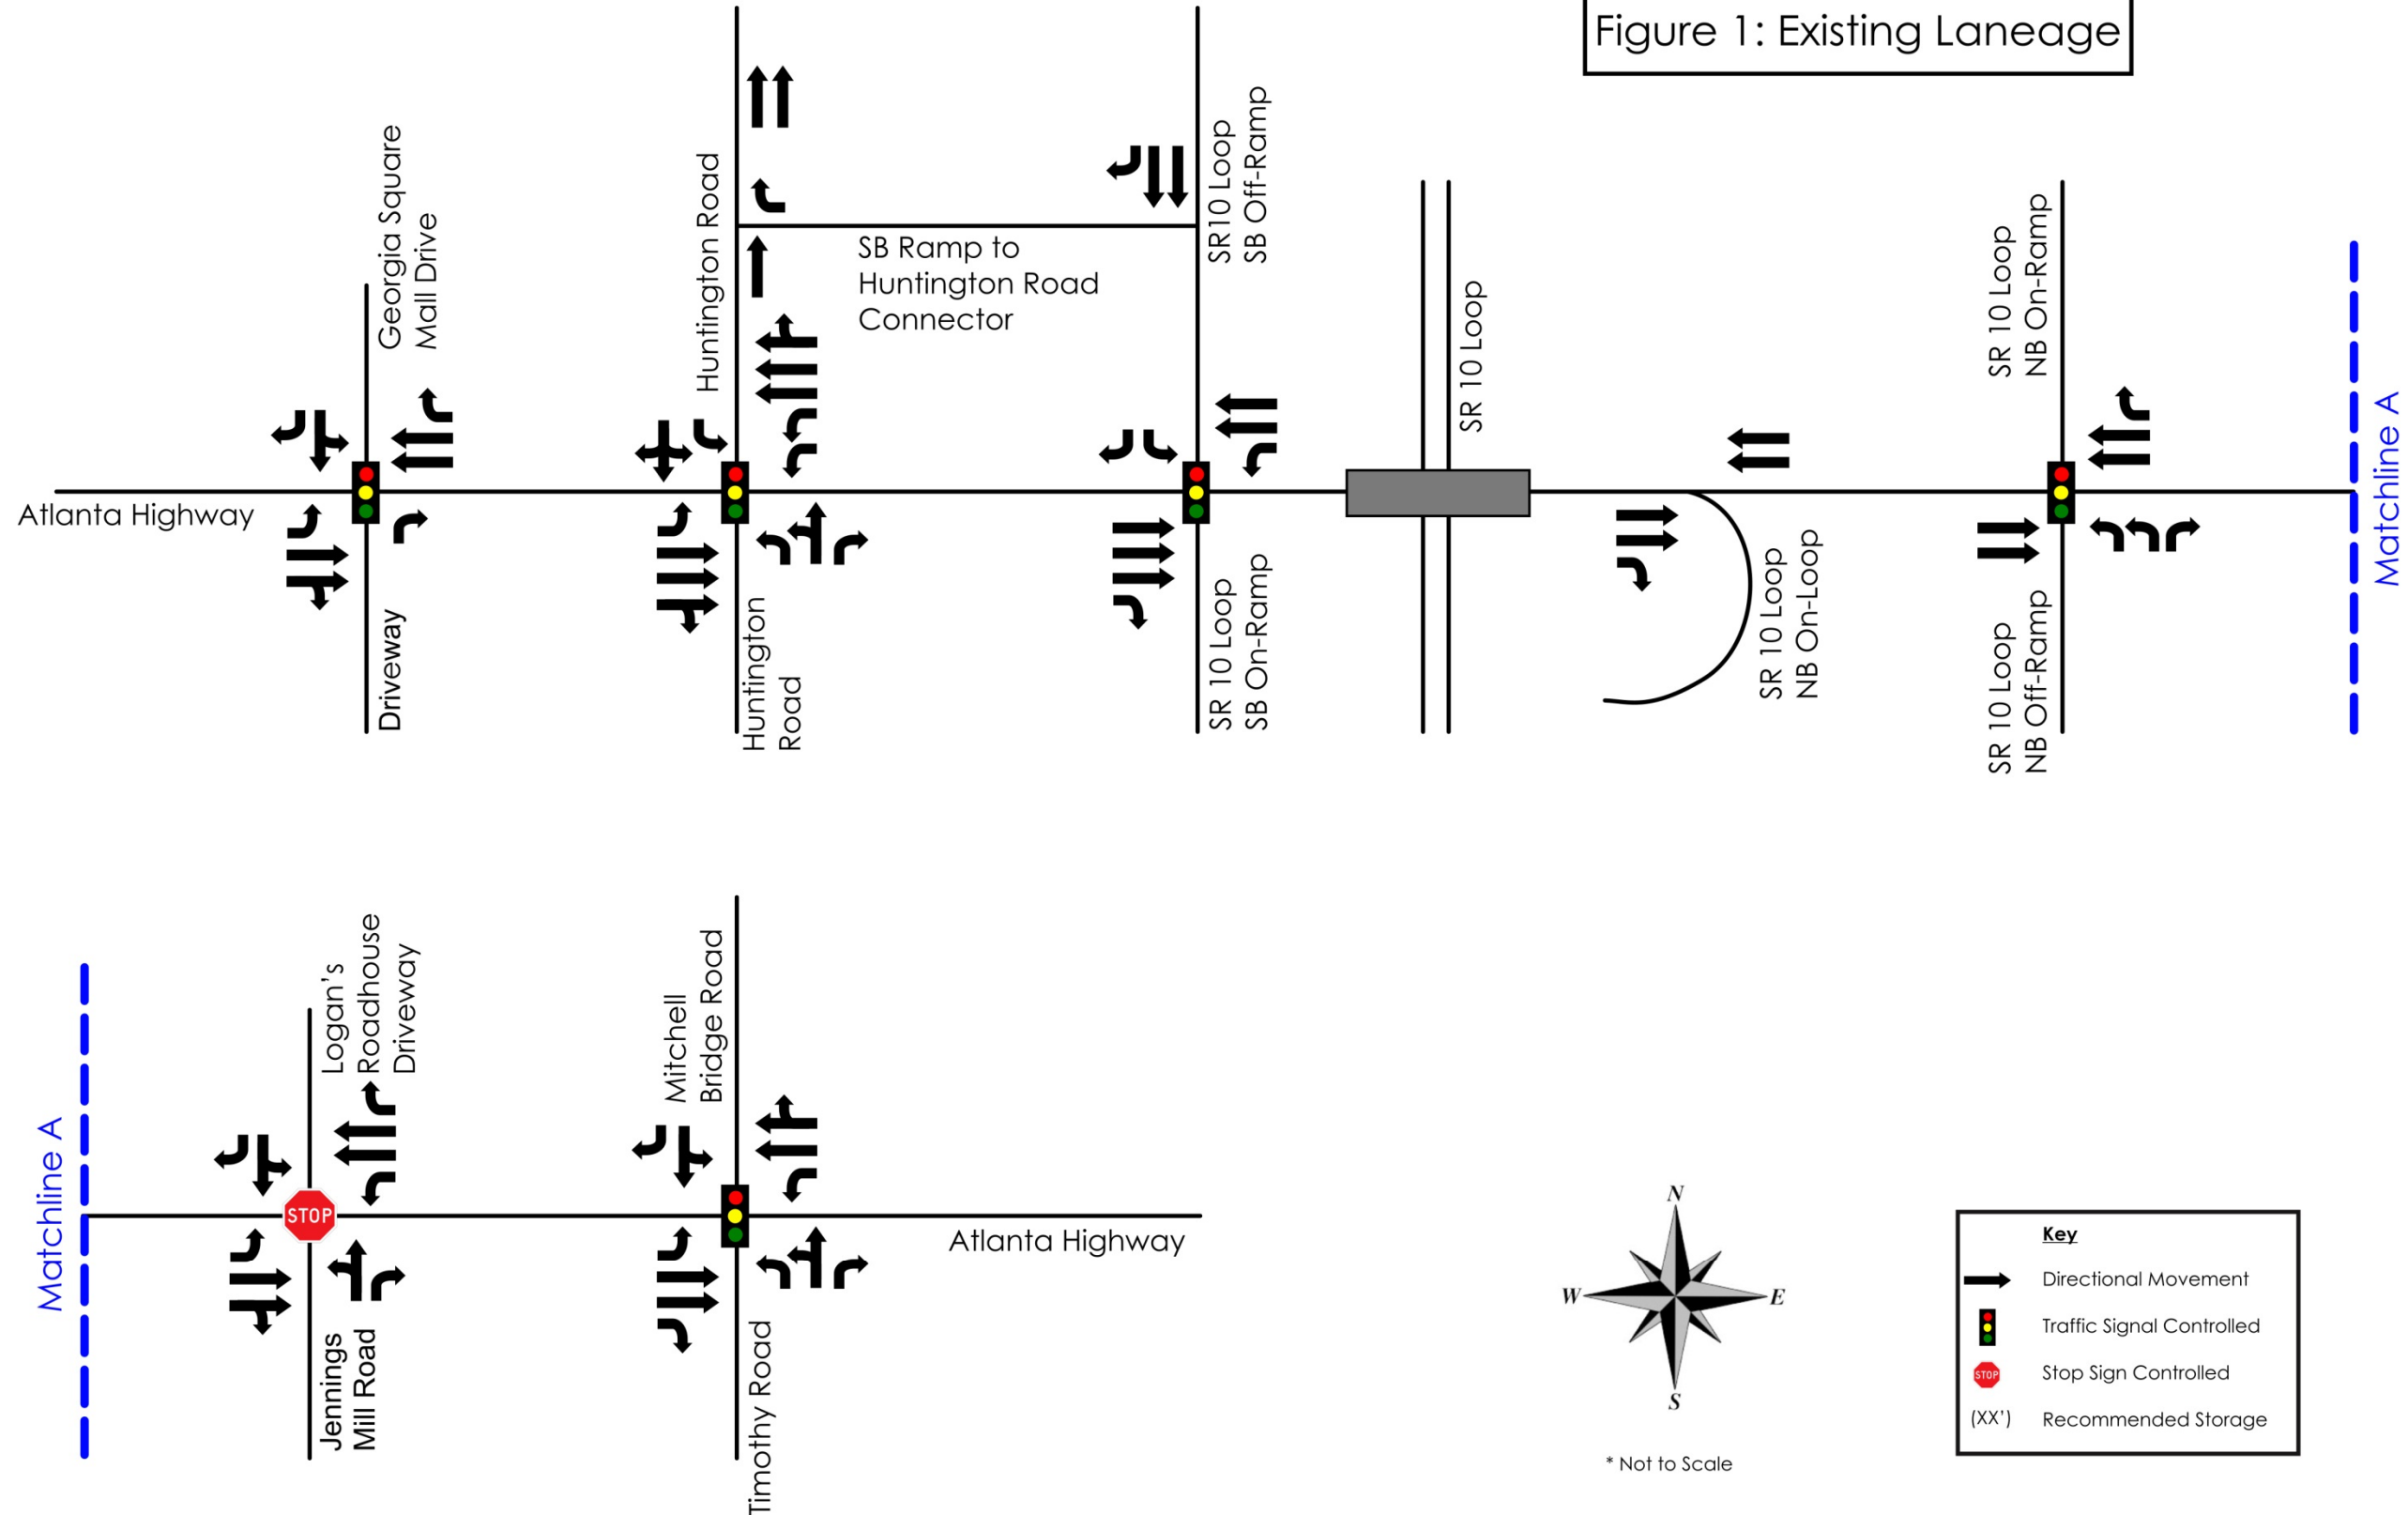 Figure 1: Existing Laneage
Georgia Square
Mall Drive
Huntington Road
SR10 Loop
SB Off-Ramp
SB Ramp to
Huntington Road
Connector
SR 10 Loop
SR 10 Loop
NB On-Ramp
Matchline A
Atlanta Highway
Driveway
Huntington
Road
SR 10 Loop
SB On-Ramp
SR 10 Loop
NB On-Loop
SR 10 Loop
NB Off-Ramp
Matchline A
Logan's
Roadhouse
Driveway
Mitchell
Bridge Road
STOP
Atlanta Highway
Jennings
Mill Road
Timothy Road
N
W
E
S
* Not to Scale
Key
Directional Movement
Traffic Signal Controlled
STOP
Stop Sign Controlled
(XX')
Recommended Storage